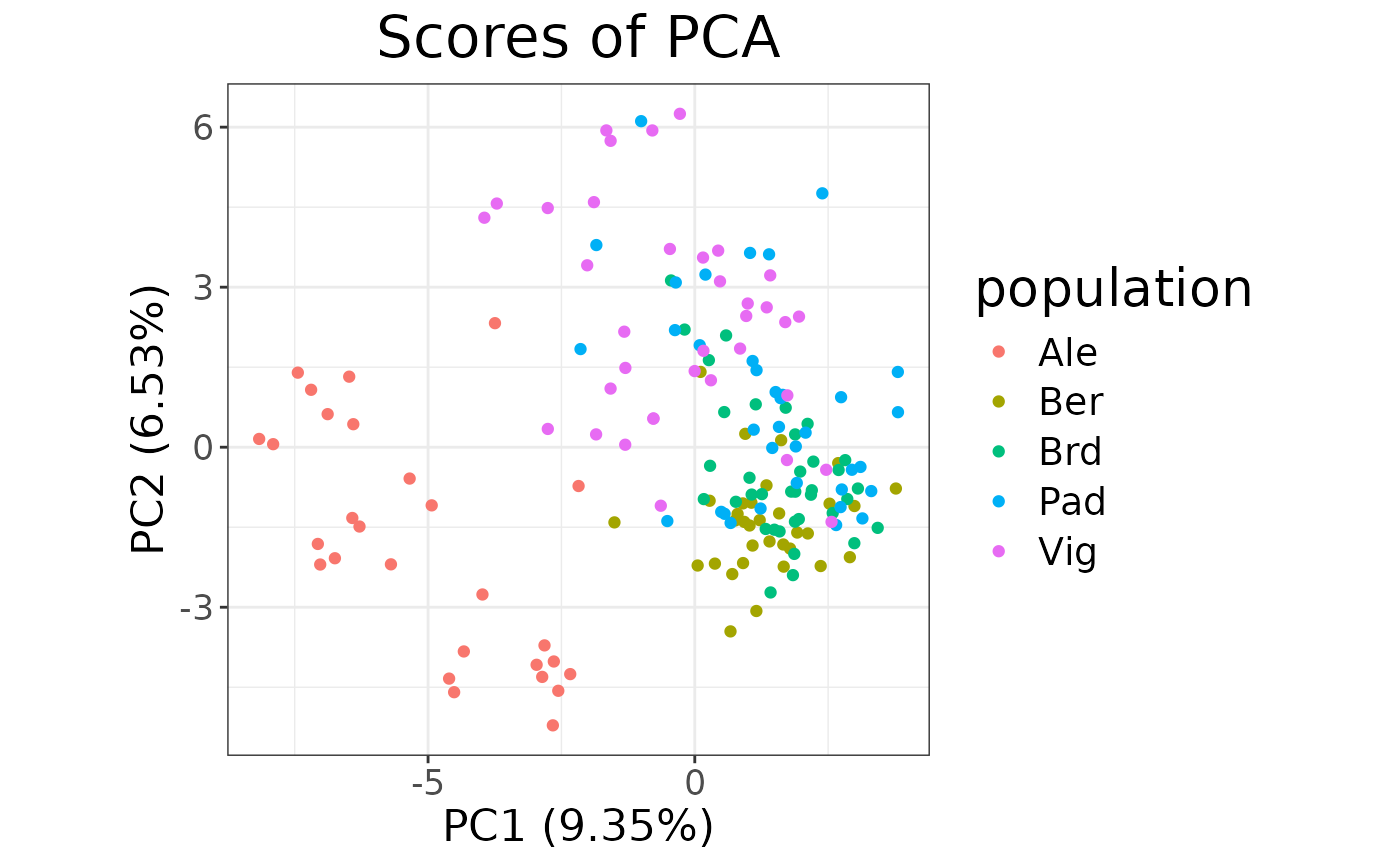 Scores of PCA
6
3
0
-3
PC2 (6.53%)
-5
0
PC1 (9.35%)
population
Ale
Ber
Brd
Pad
Vig